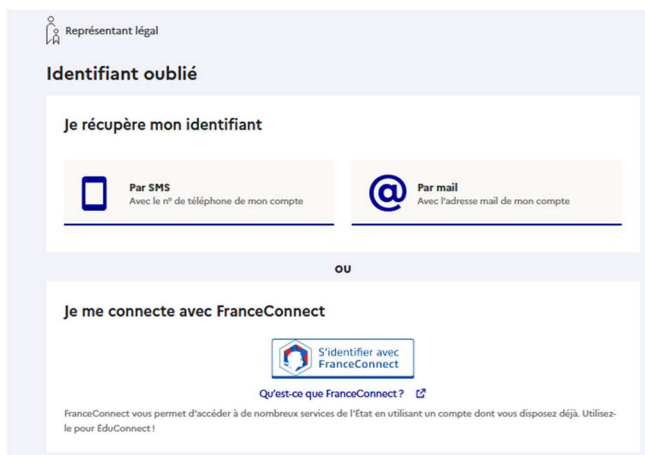 Représentant légal
Identifiant oublié
Je récupère mon identifiant
Par SMS
Avec le nº de téléphone de mon compte
Par mail
Avec l'adresse mail de mon compte
ou
Je me connecte avec FranceConnect
S'identifier avec
FranceConnect
Qu'est-ce que FranceConnect ?
FranceConnect vous permet d'accéder à de nombreux services de l'État en utilisant un compte dont vous disposez déjà. Utilisez-
le pour ÉduConnect !